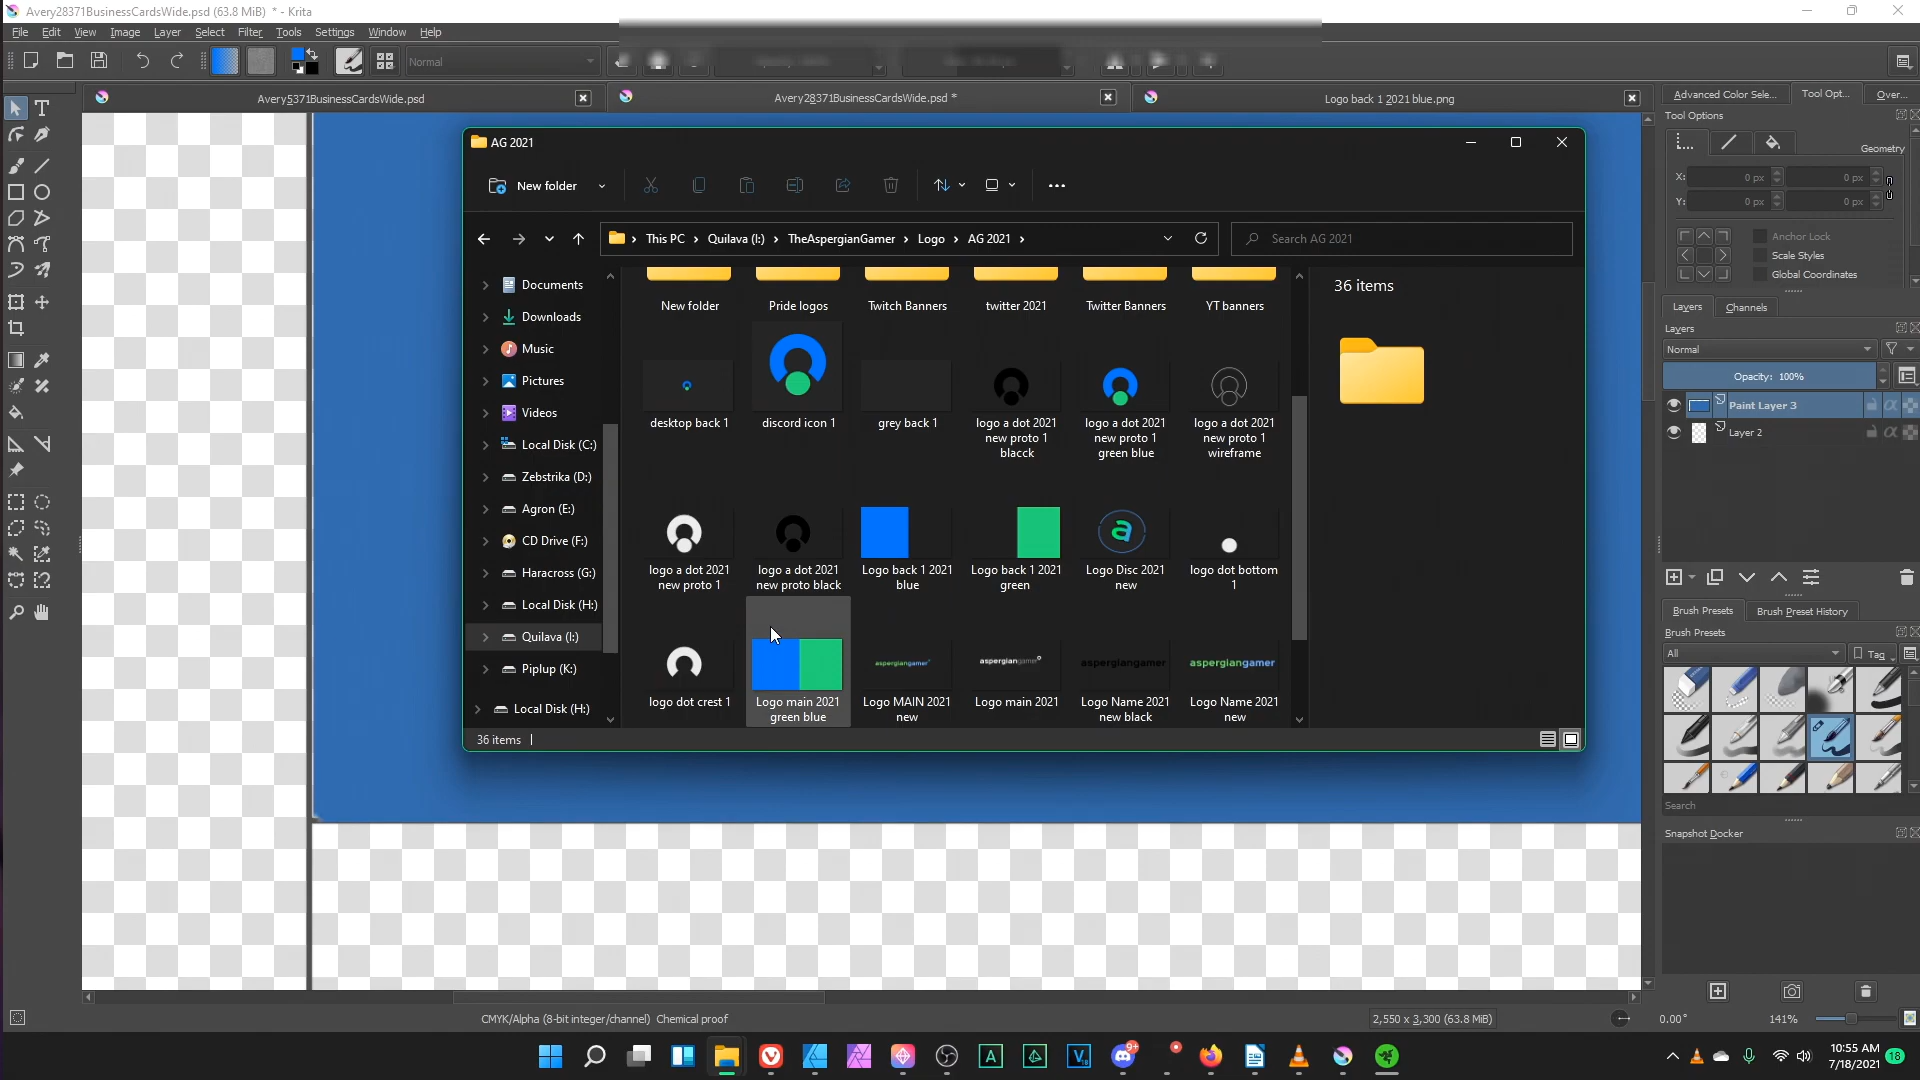 Avery28371BusinessCardsWide.psd (63.8 MiB) * - Krita
File Edit View Image Layer Select Filter Tools Settings Window Help
Normal
Avery5371BusinessCardsWide.psd
Avery28371BusinessCardsWide.psd *
Logo back 1 2021 blue.png
Advanced Color Sele... Tool Opt... Over...
Tool Options
Geometry
X: 0 px 0 px
Y: 0 px 0 px
Anchor Lock
Scale Styles
Global Coordinates
Layers Channels
Layers
Normal
Opacity: 100%
Paint Layer 3
Layer 2
Brush Presets Brush Preset History
Brush Presets
All Tag
Search
Snapshot Docker
AG 2021
New folder
This PC › Quilava (I:) › TheAspergianGamer › Logo › AG 2021 ›
Search AG 2021
Documents
Downloads
Music
Pictures
Videos
Local Disk (C:)
Zebstrika (D:)
Agron (E:)
CD Drive (F:)
Haracross (G:)
Local Disk (H:)
Quilava (I:)
Piplup (K:)
Local Disk (H:)
New folder Pride logos Twitch Banners twitter 2021 Twitter Banners YT banners
desktop back 1
discord icon 1
grey back 1
logo a dot 2021 new proto 1 blacck
logo a dot 2021 new proto 1 green blue
logo a dot 2021 new proto 1 wireframe
logo a dot 2021 new proto 1
logo a dot 2021 new proto black
Logo back 1 2021 blue
Logo back 1 2021 green
a
Logo Disc 2021 new
logo dot bottom 1
logo dot crest 1
Logo main 2021 green blue
aspergiangamer
Logo MAIN 2021 new
aspergiangamer
Logo main 2021
aspergiangamer
Logo Name 2021 new black
aspergiangamer
Logo Name 2021 new
36 items
36 items
CMYK/Alpha (8-bit integer/channel) Chemical proof
2,550 x 3,300 (63.8 MiB)
0.00°
141%
A
9+
10:55 AM
7/18/2021
18